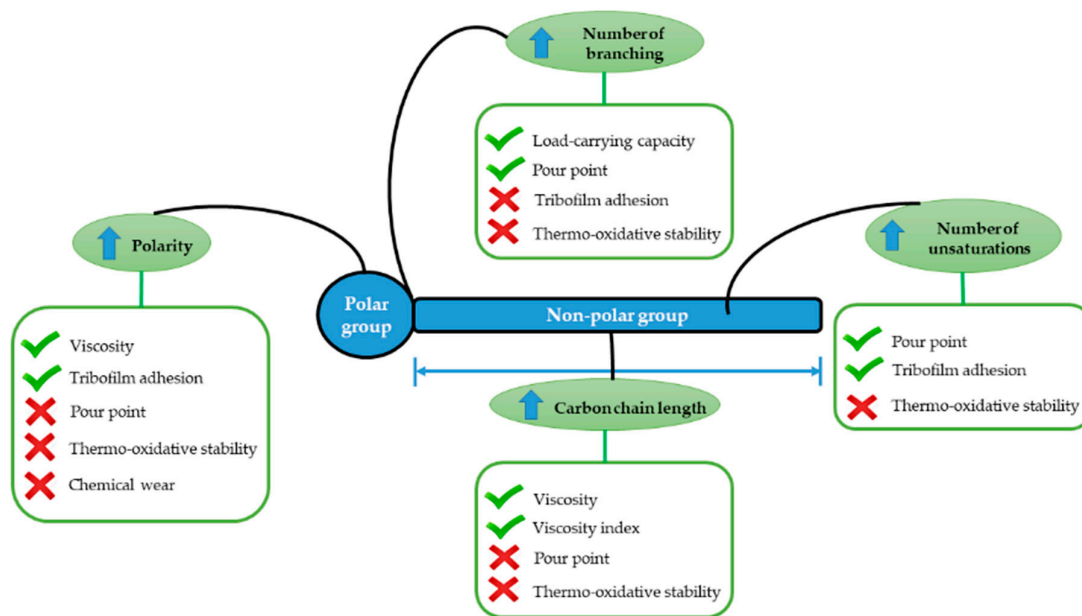 Number of
branching
Load-carrying capacity
Pour point
Tribofilm adhesion
Thermo-oxidative stability
Polarity
Viscosity
Tribofilm adhesion
Pour point
Thermo-oxidative stability
Chemical wear
Polar
group
Non-polar group
Number of
unsaturations
Pour point
Tribofilm adhesion
Thermo-oxidative stability
Carbon chain length
Viscosity
Viscosity index
Pour point
Thermo-oxidative stability